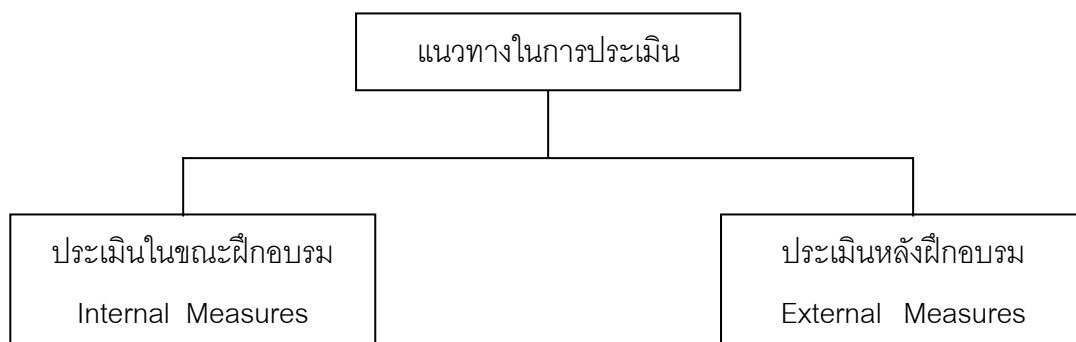 แนวทางในการประเมิน
ประเมินในขณะฝึกอบรม
Internal Measures
ประเมินหลังฝึกอบรม
External Measures